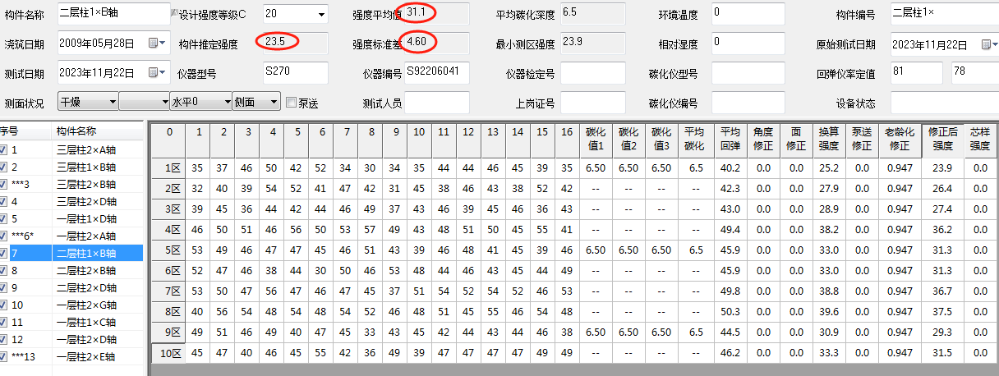 构件名称 二层柱1×B轴 设计强度等级C 20 强度平均值 31.1 平均碳化深度 6.5 环境温度 0 构件编号 二层柱1×
浇筑日期 2009年05月28日 构件推定强度 23.5 强度标准差 4.60 最小测区强度 23.9 相对湿度 0 原始测试日期 2023年11月22日
测试日期 2023年11月22日 仪器型号 S270 仪器编号 S92206041 仪器检定号 碳化仪型号 回弹仪率定值 81 78
测面状况 干燥 水平0 侧面 泵送 测试人员 上岗证号 碳化仪编号 设备状态
序号 构件名称
1 三层柱2×A轴
2 三层柱1×B轴
***3 三层柱2×B轴
4 三层柱2×D轴
5 一层柱1×D轴
***6* 一层柱2×A轴
7 二层柱1×B轴
8 二层柱2×B轴
9 二层柱2×D轴
10 一层柱2×G轴
11 一层柱1×C轴
12 一层柱2×D轴
***13 一层柱2×E轴
0 1 2 3 4 5 6 7 8 9 10 11 12 13 14 15 16 碳化值1 碳化值2 碳化值3 平均碳化 平均回弹 角度修正 面修正 换算强度 泵送修正 老龄化修正 修正后强度 芯样强度
1区 35 37 46 50 42 52 34 30 34 35 44 44 46 45 39 35 6.50 6.50 6.50 6.5 40.2 0.0 0.0 25.2 0.0 0.947 23.9 0.0
2区 32 40 39 54 52 41 47 42 31 45 38 46 43 38 52 42 -- -- -- -- 42.3 0.0 0.0 27.9 0.0 0.947 26.4 0.0
3区 39 45 36 44 42 44 46 49 37 43 46 39 45 46 36 43 -- -- -- -- 43.0 0.0 0.0 28.9 0.0 0.947 27.4 0.0
4区 46 50 51 46 56 50 53 57 49 43 48 51 50 45 55 41 -- -- -- -- 49.4 0.0 0.0 38.2 0.0 0.947 36.2 0.0
5区 53 49 46 47 47 45 46 51 43 39 46 48 41 45 39 46 6.50 6.50 6.50 6.5 45.9 0.0 0.0 33.0 0.0 0.947 31.3 0.0
6区 52 47 46 38 44 30 50 46 53 48 44 46 43 45 44 49 -- -- -- -- 45.9 0.0 0.0 33.0 0.0 0.947 31.3 0.0
7区 53 50 47 56 47 46 47 45 37 51 54 52 54 52 46 53 -- -- -- -- 49.8 0.0 0.0 38.8 0.0 0.947 36.7 0.0
8区 40 56 54 48 54 48 54 52 46 48 51 45 55 46 54 48 -- -- -- -- 50.3 0.0 0.0 39.6 0.0 0.947 37.5 0.0
9区 49 51 46 49 40 47 45 33 43 45 42 44 43 44 46 38 6.50 6.50 6.50 6.5 44.5 0.0 0.0 30.9 0.0 0.947 29.3 0.0
10区 45 47 40 46 45 55 42 36 49 39 47 47 47 47 49 49 -- -- -- -- 46.2 0.0 0.0 33.3 0.0 0.947 31.5 0.0